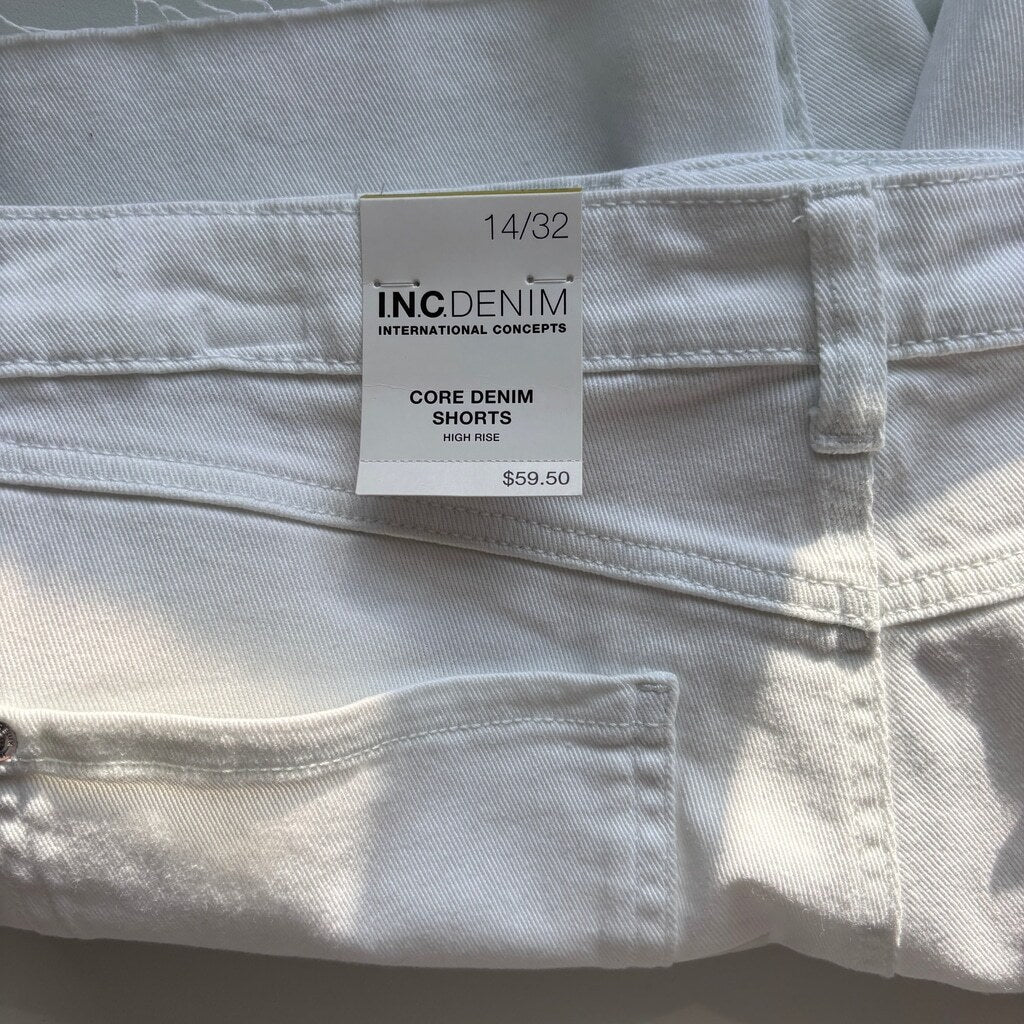 14/32
I.N.C.DENIM
INTERNATIONAL CONCEPTS
CORE DENIM
SHORTS
HIGH RISE
$59.50